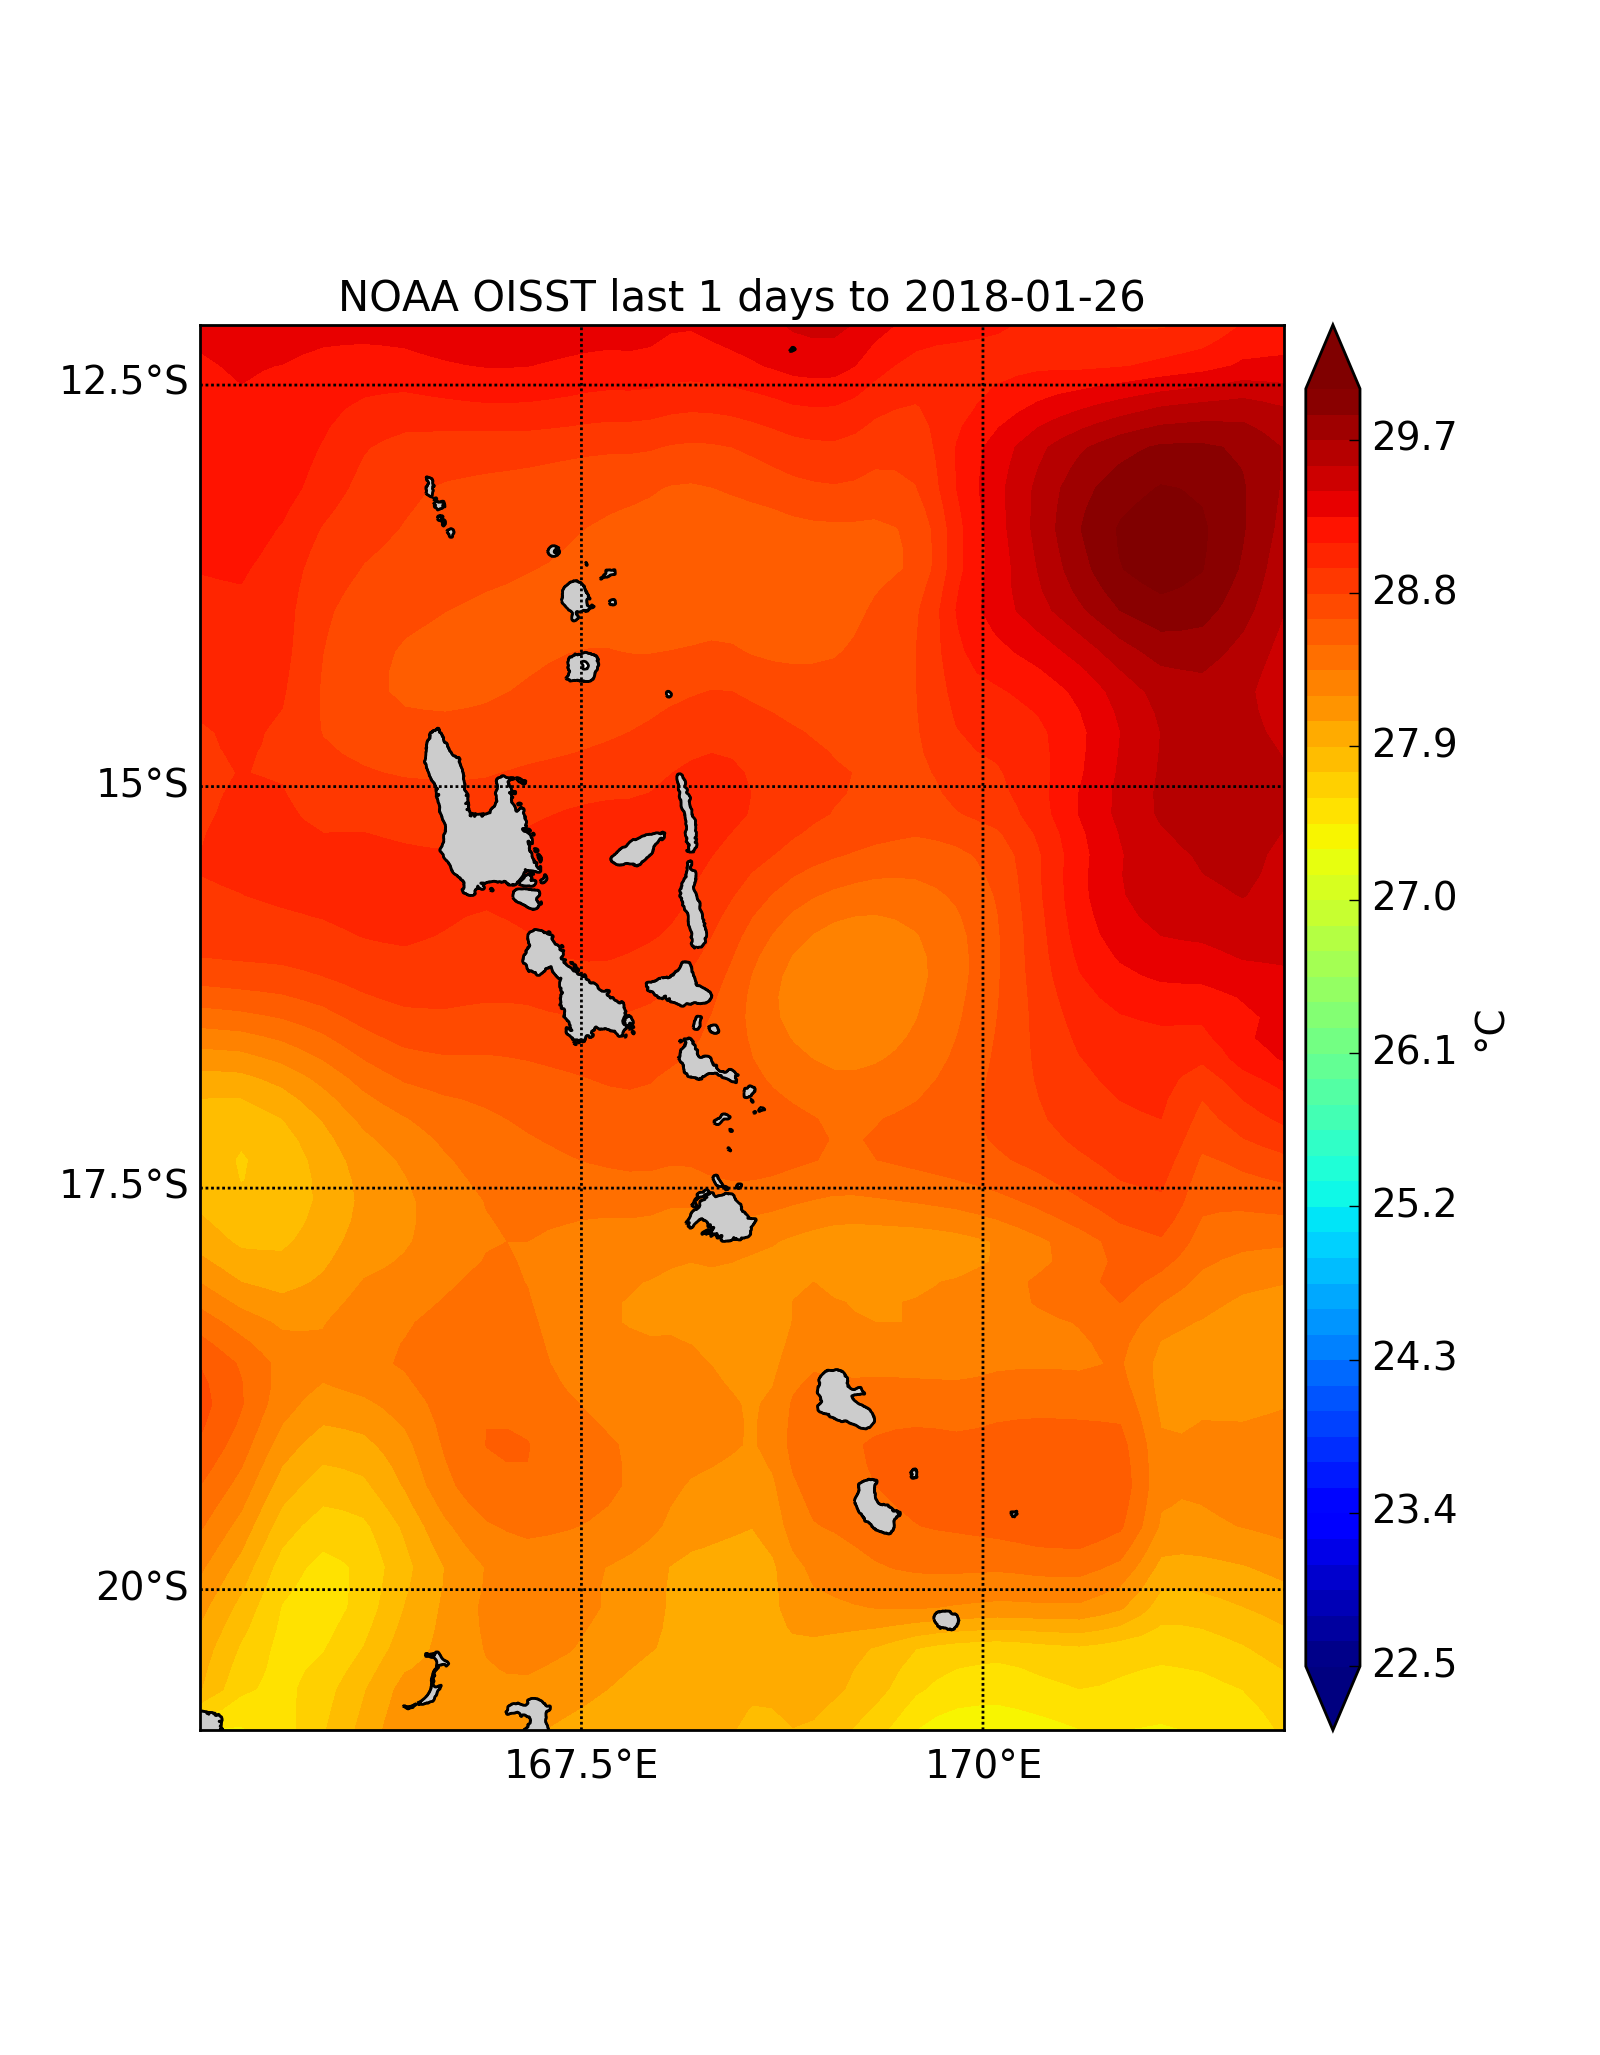 NOAA OISST last 1 days to 2018-01-26
12.5°S
15°S
17.5°S
20°S
167.5°E
170°E
29.7
28.8
27.9
27.0
26.1
25.2
24.3
23.4
22.5
°C